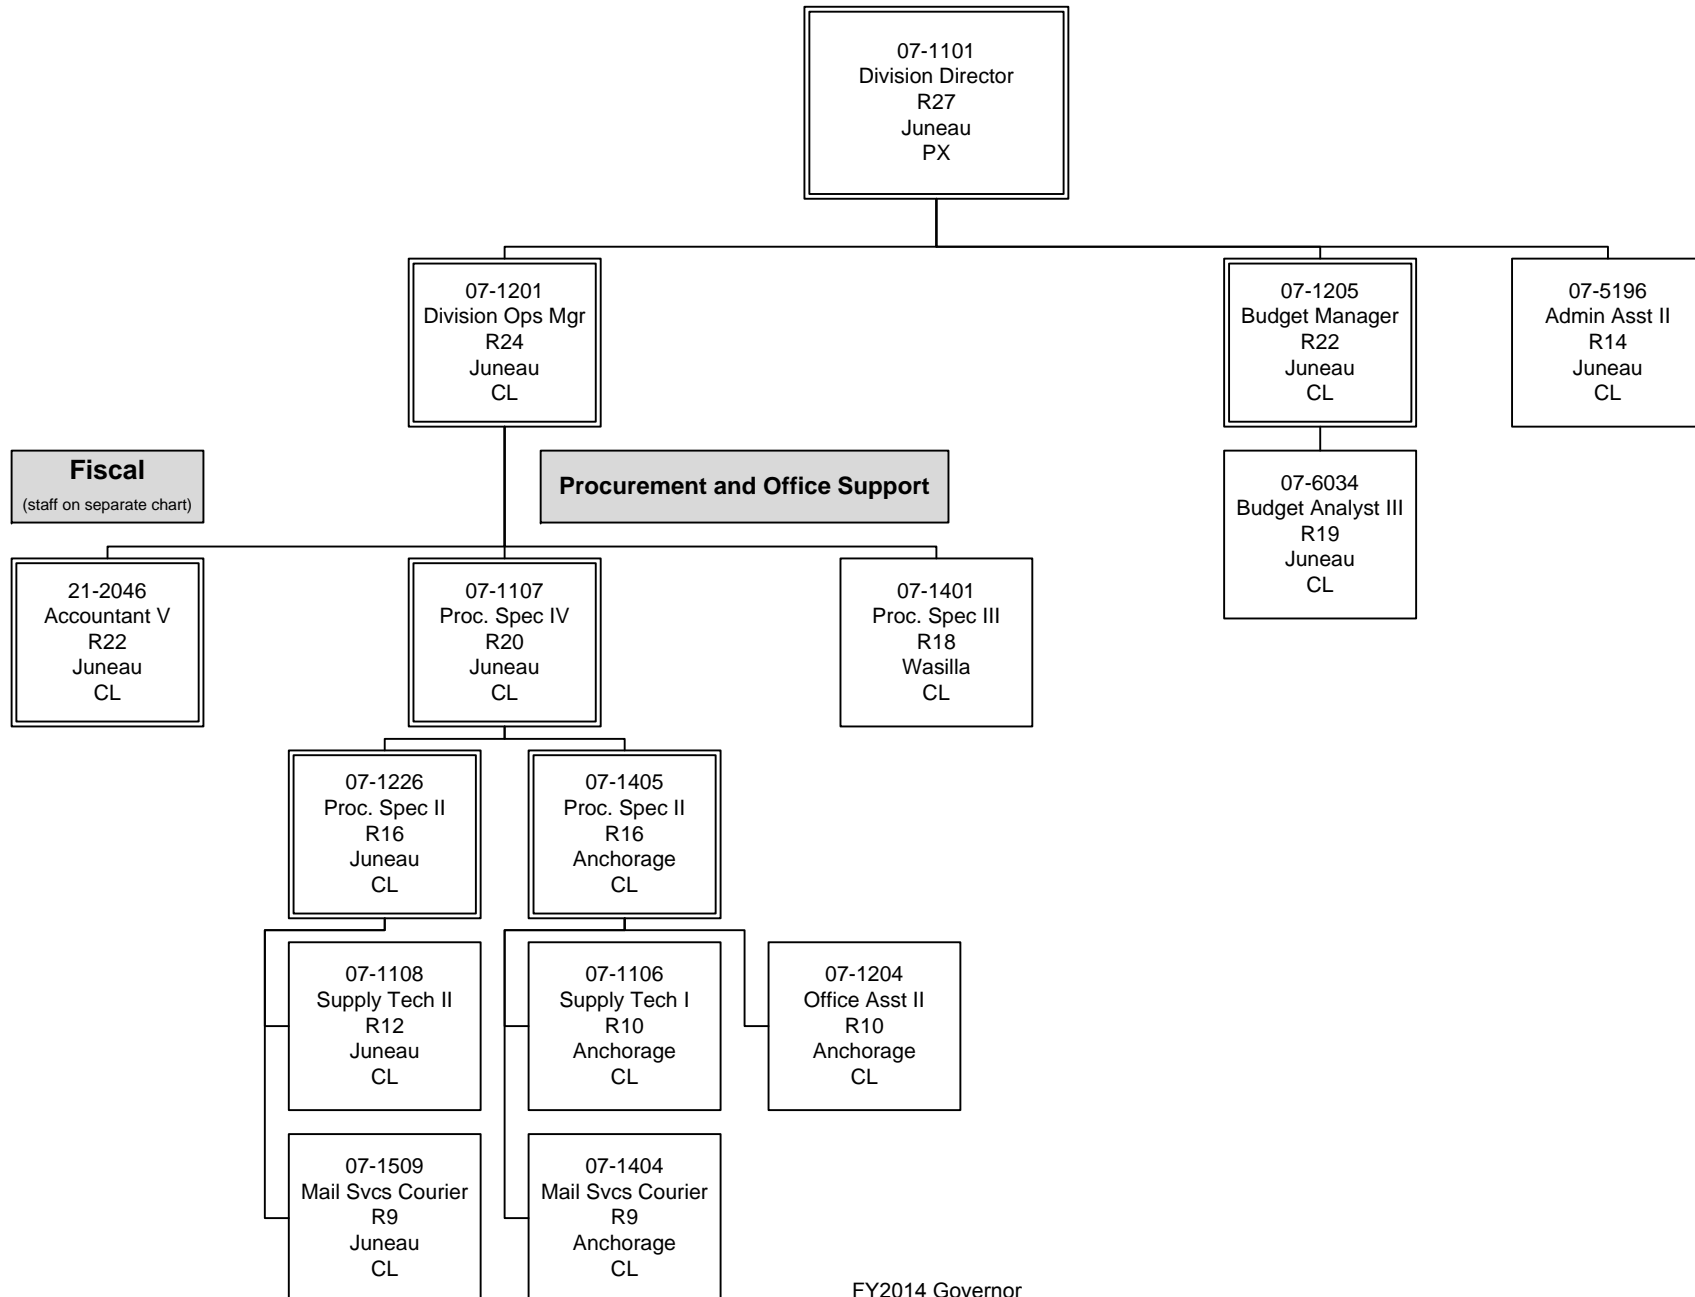 07-1101
Division Director
R27
Juneau
PX
07-1201
Division Ops Mgr
R24
Juneau
CL
07-1205
Budget Manager
R22
Juneau
CL
07-5196
Admin Asst II
R14
Juneau
CL
Fiscal
(staff on separate chart)
Procurement and Office Support
07-6034
Budget Analyst III
R19
Juneau
CL
21-2046
Accountant V
R22
Juneau
CL
07-1107
Proc. Spec IV
R20
Juneau
CL
07-1401
Proc. Spec III
R18
Wasilla
CL
07-1226
Proc. Spec II
R16
Juneau
CL
07-1405
Proc. Spec II
R16
Anchorage
CL
07-1108
Supply Tech II
R12
Juneau
CL
07-1106
Supply Tech I
R10
Anchorage
CL
07-1204
Office Asst II
R10
Anchorage
CL
07-1509
Mail Svcs Courier
R9
Juneau
CL
07-1404
Mail Svcs Courier
R9
Anchorage
CL
FY2014 Governor